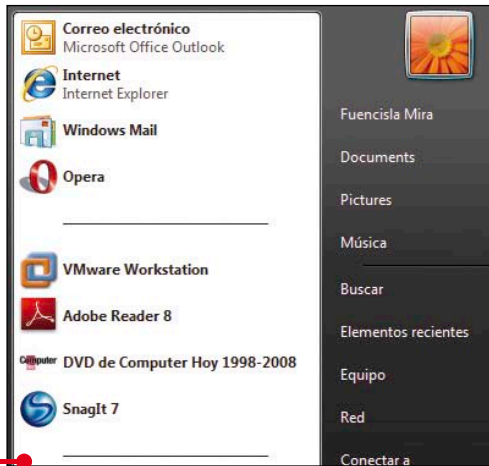 Correo electrónico
Microsoft Office Outlook
Internet
Internet Explorer
Windows Mail
Opera
VMware Workstation
Adobe Reader 8
Computer
DVD de Computer Hoy 1998-2008
SnagIt 7
Fuencisla Mira
Documents
Pictures
Música
Buscar
Elementos recientes
Equipo
Red
Conectar a